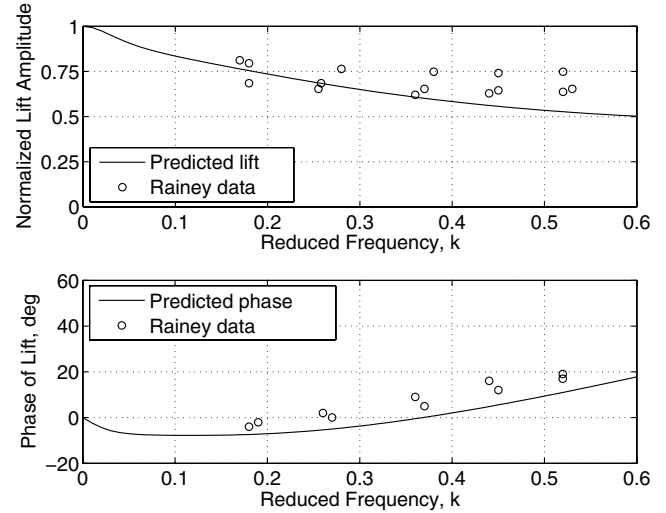 Normalized Lift Amplitude
1
0.75
0.5
0.25
0
Predicted lift
Rainey data
0 0.1 0.2 0.3 0.4 0.5 0.6
Reduced Frequency, k
Phase of Lift, deg
60
40
20
0
−20
Predicted phase
Rainey data
0 0.1 0.2 0.3 0.4 0.5 0.6
Reduced Frequency, k